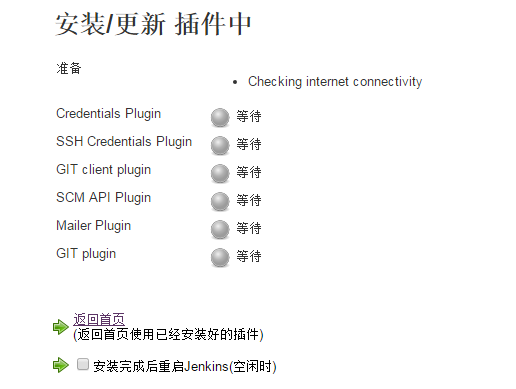 安装/更新 插件中
准备
Checking internet connectivity
Credentials Plugin 等待
SSH Credentials Plugin 等待
GIT client plugin 等待
SCM API Plugin 等待
Mailer Plugin 等待
GIT plugin 等待
返回首页
(返回首页使用已经安装好的插件)
安装完成后重启Jenkins(空闲时)